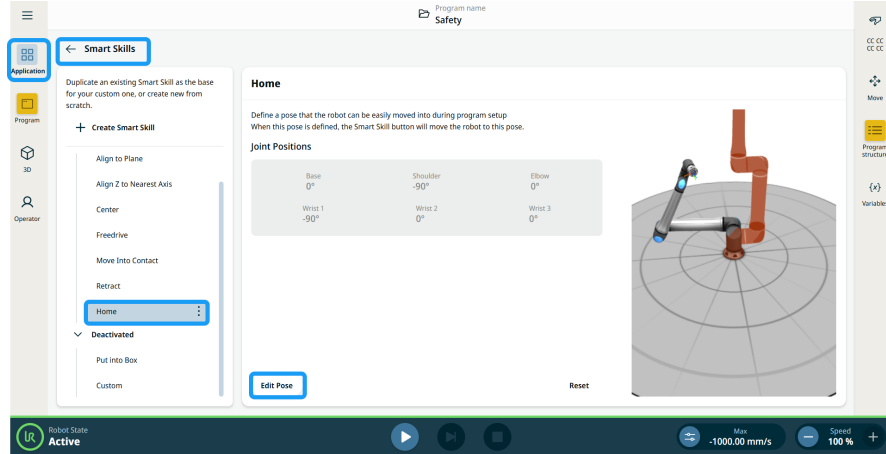 Program name
Safety
Application
Program
3D
Operator
Smart Skills
Duplicate an existing Smart Skill as the base
for your custom one, or create new from
scratch.
Create Smart Skill
Align to Plane
Align Z to Nearest Axis
Center
Freedrive
Move Into Contact
Retract
Home
Deactivated
Put into Box
Custom
Home
Define a pose that the robot can be easily moved into during program setup
When this pose is defined, the Smart Skill button will move the robot to this pose.
Joint Positions
Base Shoulder Elbow
0° -90° 0°
Wrist 1 Wrist 2 Wrist 3
-90° 0° 0°
Edit Pose
Reset
CC CC
CC CC
Move
Program
structure
{x}
Variables
UR
Robot State
Active
Max
-1000.00 mm/s
Speed
100 %